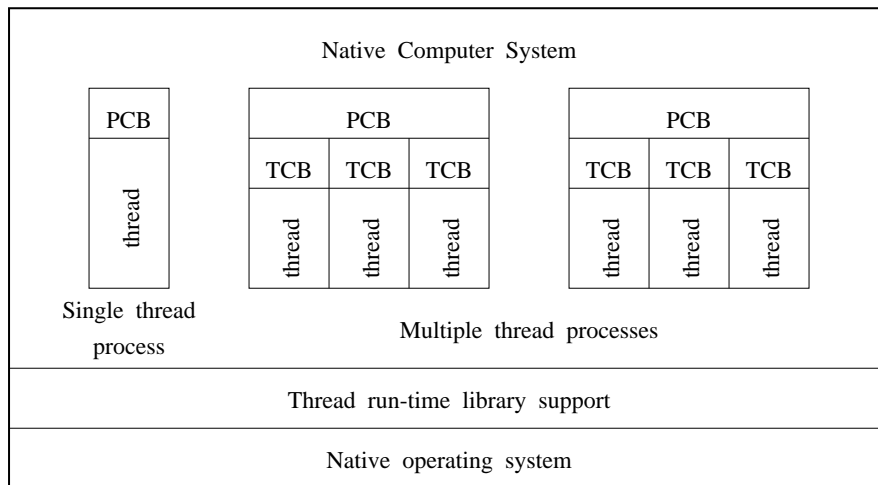 Native Computer System
PCB
PCB
PCB
TCB TCB TCB
TCB TCB TCB
thread
thread thread thread
thread thread thread
Single thread
process
Multiple thread processes
Thread run-time library support
Native operating system